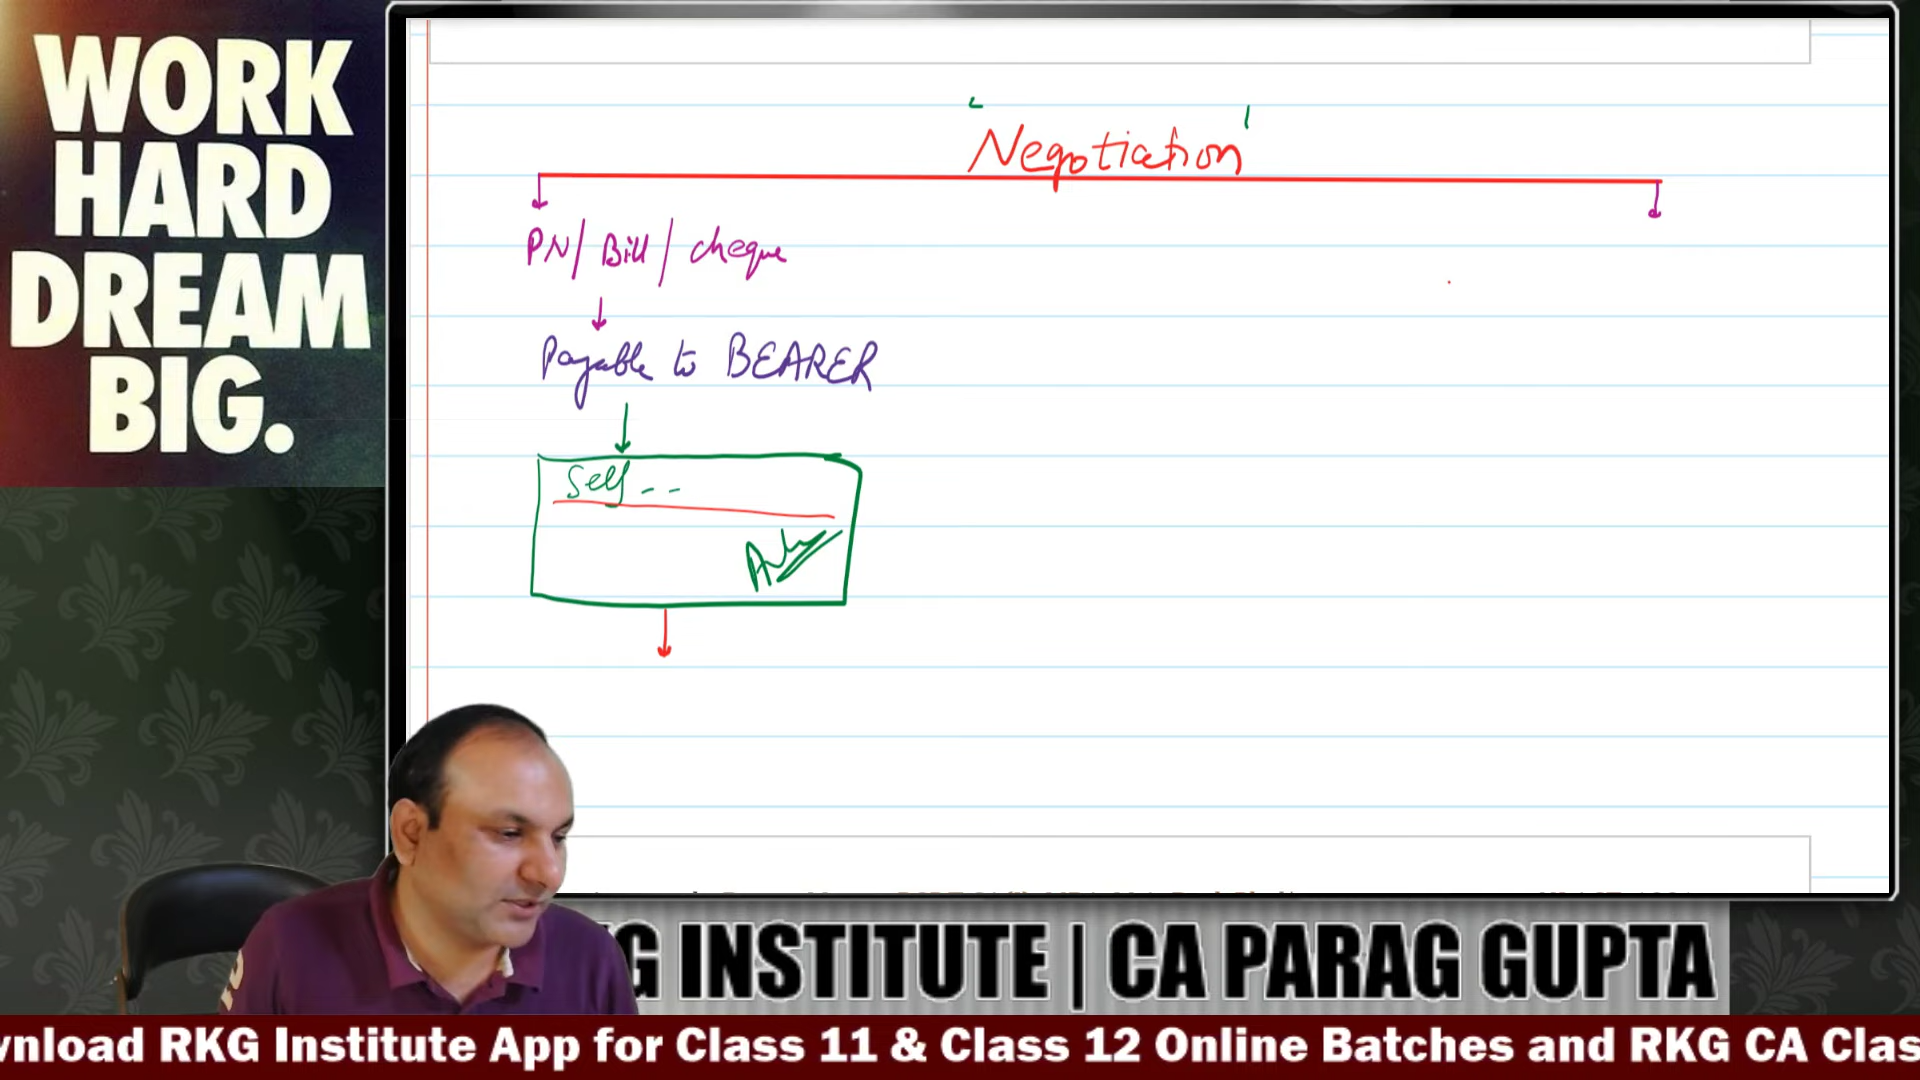 WORK
HARD
DREAM
BIG.
' Negotiation '
PN / Bill / cheque
Payable to BEARER
Self - -
G INSTITUTE | CA PARAG GUPTA
wnload RKG Institute App for Class 11 & Class 12 Online Batches and RKG CA Clas